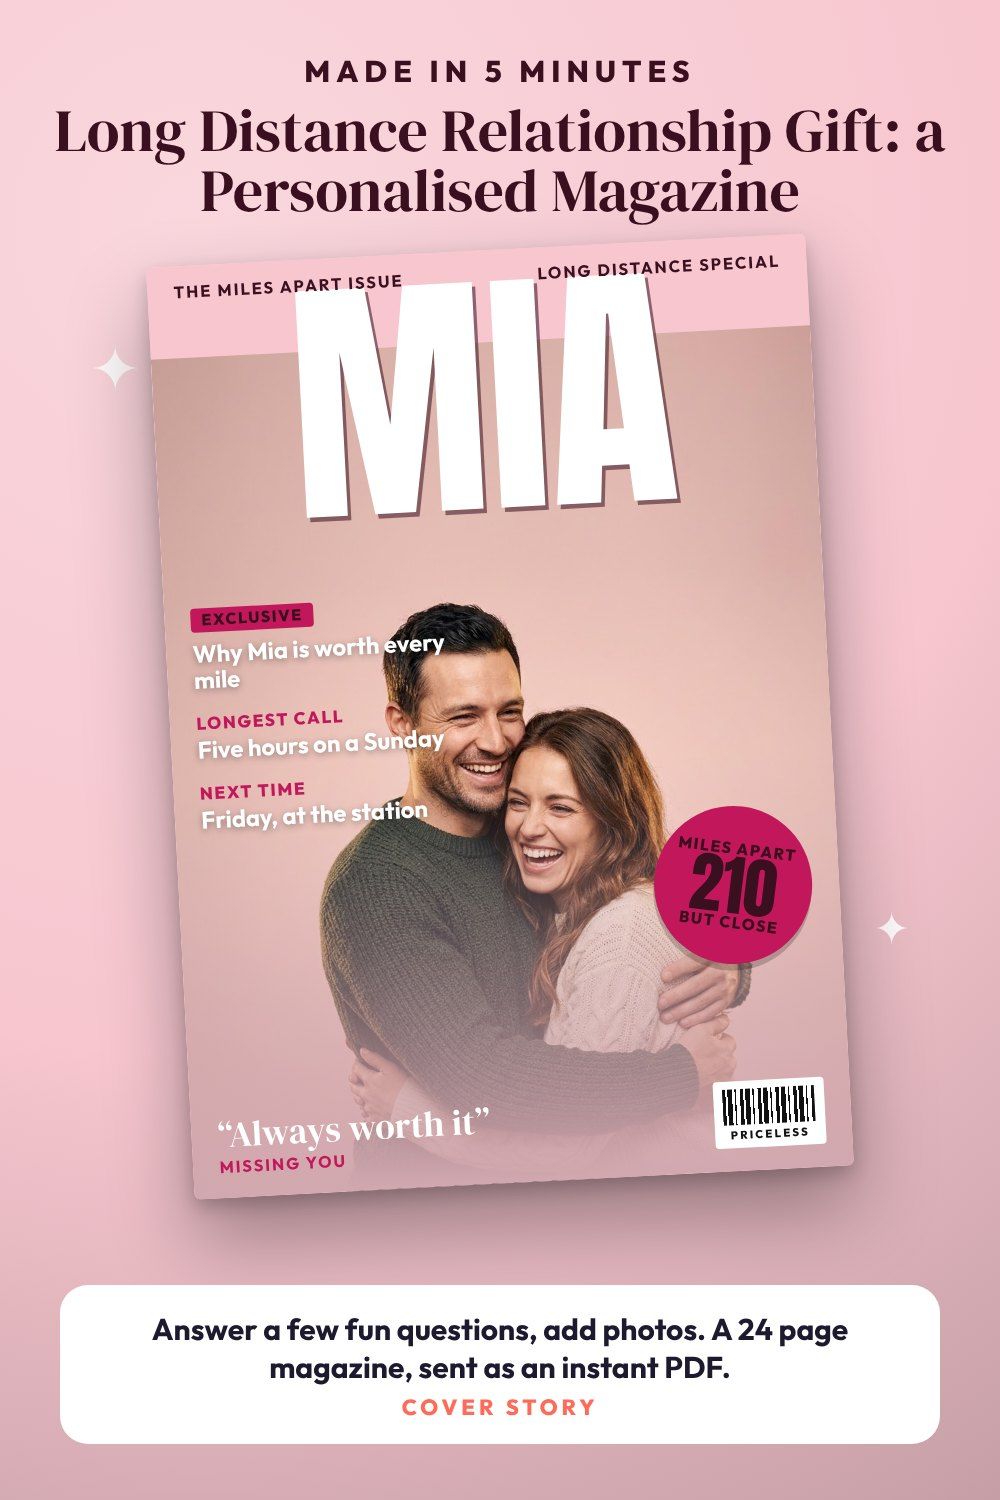 MADE IN 5 MINUTES
Long Distance Relationship Gift: a
Personalised Magazine
THE MILES APART ISSUE
LONG DISTANCE SPECIAL
MIA
EXCLUSIVE
Why Mia is worth every
mile
LONGEST CALL
Five hours on a Sunday
NEXT TIME
Friday, at the station
MILES APART
210
BUT CLOSE
“Always worth it”
MISSING YOU
PRICELESS
Answer a few fun questions, add photos. A 24 page
magazine, sent as an instant PDF.
COVER STORY